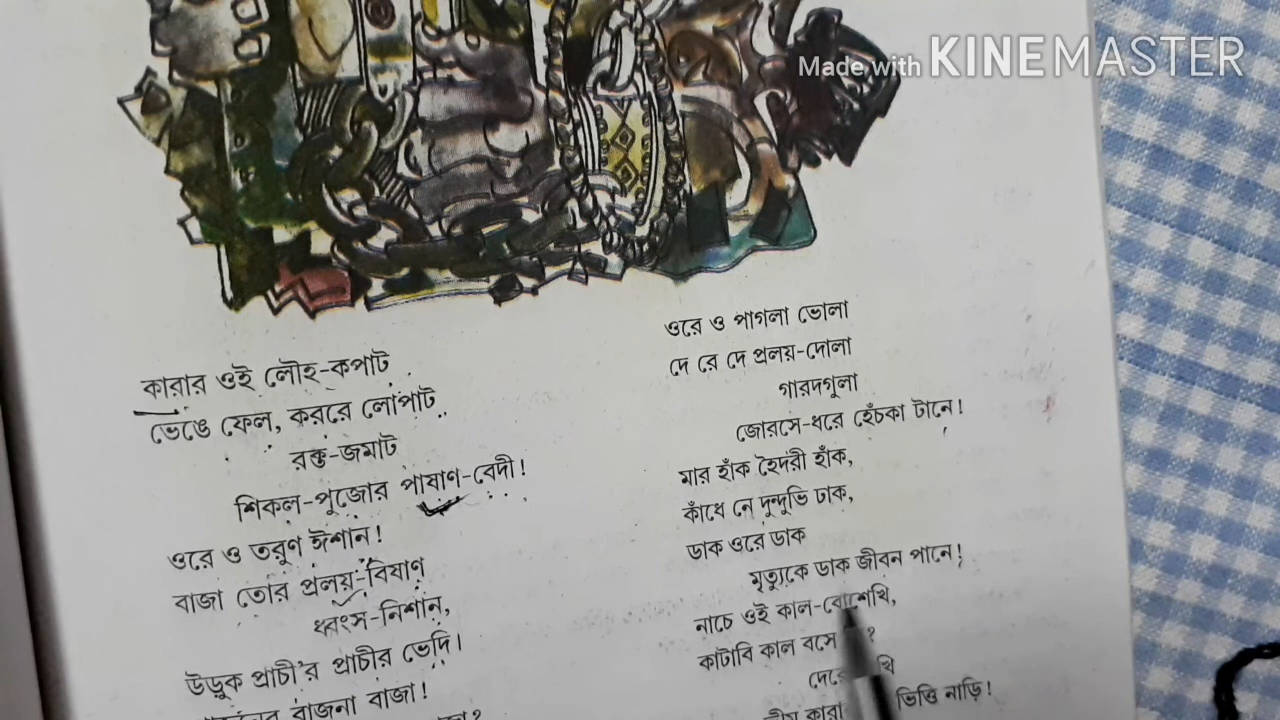 Made with KINEMASTER
কারার ওই লৌহ-কপাট
ভেঙে ফেল, কররে লোপাট
রক্ত-জমাট
শিকল-পুজোর পাষাণ-বেদী!
ওরে ও তরুণ ঈশান!
বাজা তোর প্রলয়-বিষাণ
ধ্বংস-নিশান,
উড়ুক প্রাচী'র প্রাচীর ভেদি।
বাজনা বাজা!
ওরে ও পাগলা ভোলা
দে রে দে প্রলয়-দোলা
গারদগুলা
জোরসে-ধরে হেঁচকা টানে!
মার হাঁক হৈদরী হাঁক,
কাঁধে নে দুন্দুভি ঢাক,
ডাক ওরে ডাক
মৃত্যুকে ডাক জীবন পানে!
নাচে ওই কাল-বোশেখি,
কাটাবি কাল বসে ?
কারা ভিত্তি নাড়ি!